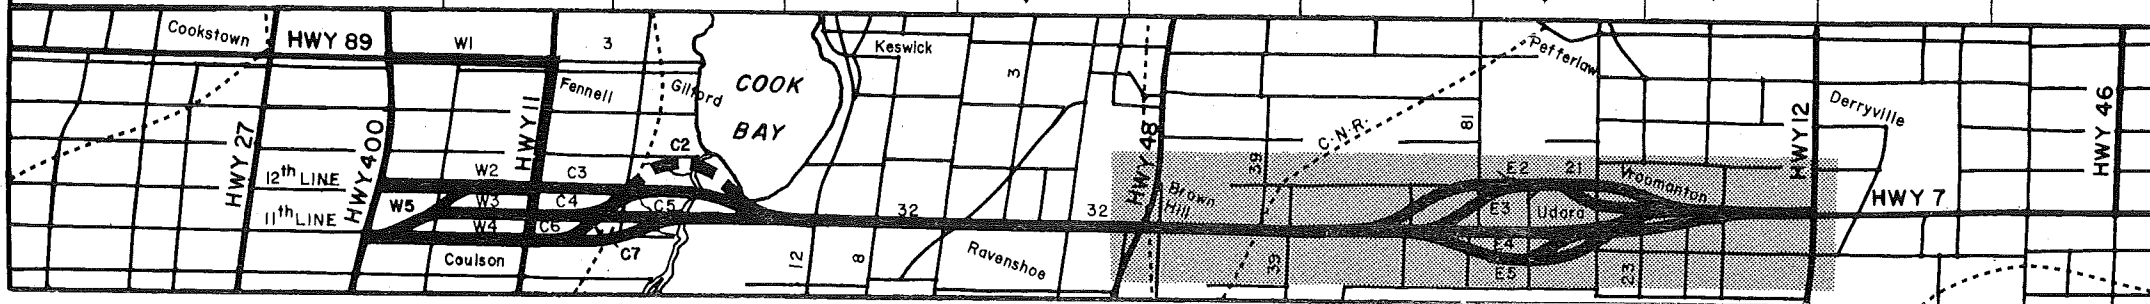 Cookstown
HWY 89
W1
3
COOK
BAY
Keswick
3
Pefferlaw
Fennell
Gilford
HWY 27
HWY 400
HWY 11
HWY 48
C.N.R.
81
HWY 12
Derryville
HWY 46
C2
12th LINE
W2
C3
39
E2
21
Vroomanton
W5
W3
C4
C5
32
32
Brown
Hill
E3
Udora
HWY 7
11th LINE
W4
C6
E4
C7
Coulson
12
8
Ravenshoe
39
E5
23